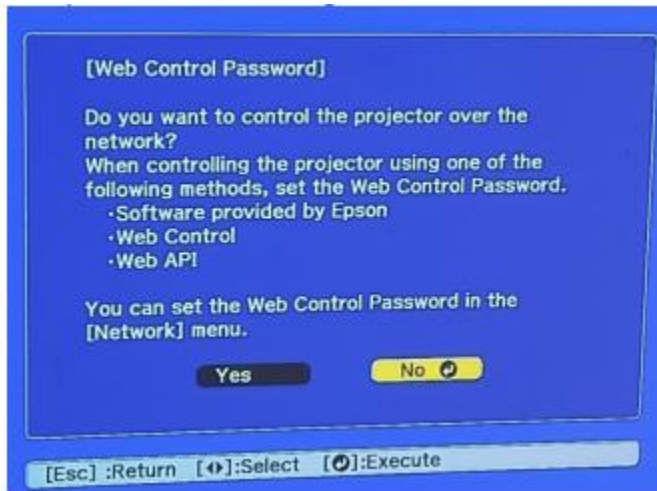 [Web Control Password]
Do you want to control the projector over the
network?
When controlling the projector using one of the
following methods, set the Web Control Password.
·Software provided by Epson
·Web Control
·Web API
You can set the Web Control Password in the
[Network] menu.
Yes No
[Esc] :Return [◂▸]:Select [⏎]:Execute